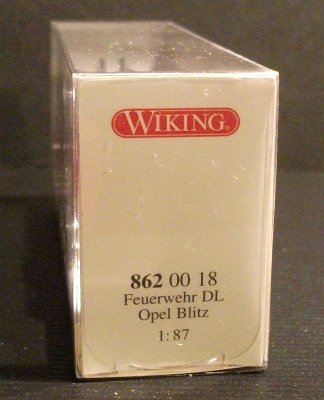 WIKING®
862 00 18
Feuerwehr DL
Opel Blitz
1:87